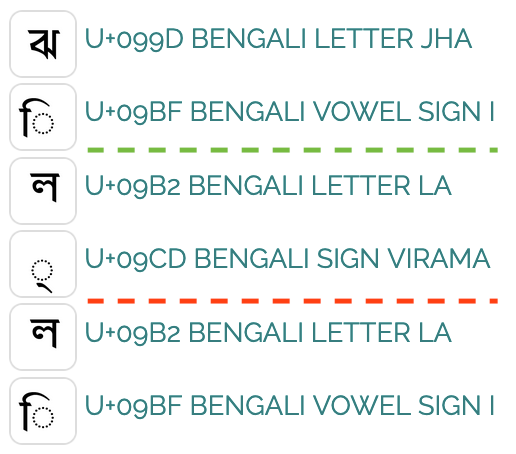 ঝ U+099D BENGALI LETTER JHA
ি U+09BF BENGALI VOWEL SIGN I
ল U+09B2 BENGALI LETTER LA
্ U+09CD BENGALI SIGN VIRAMA
ল U+09B2 BENGALI LETTER LA
ি U+09BF BENGALI VOWEL SIGN I